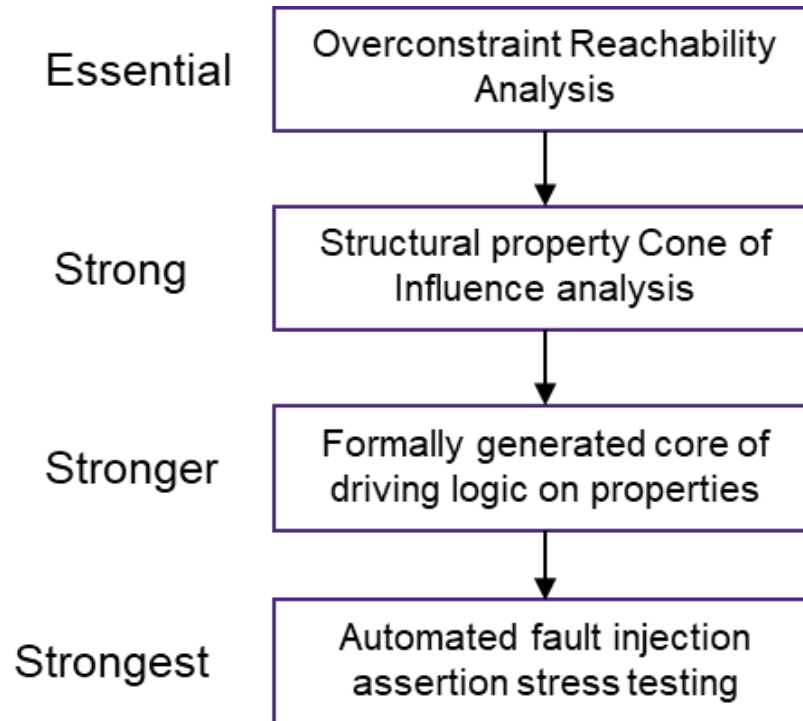 Essential
Overconstraint Reachability
Analysis
Strong
Structural property Cone of
Influence analysis
Stronger
Formally generated core of
driving logic on properties
Strongest
Automated fault injection
assertion stress testing